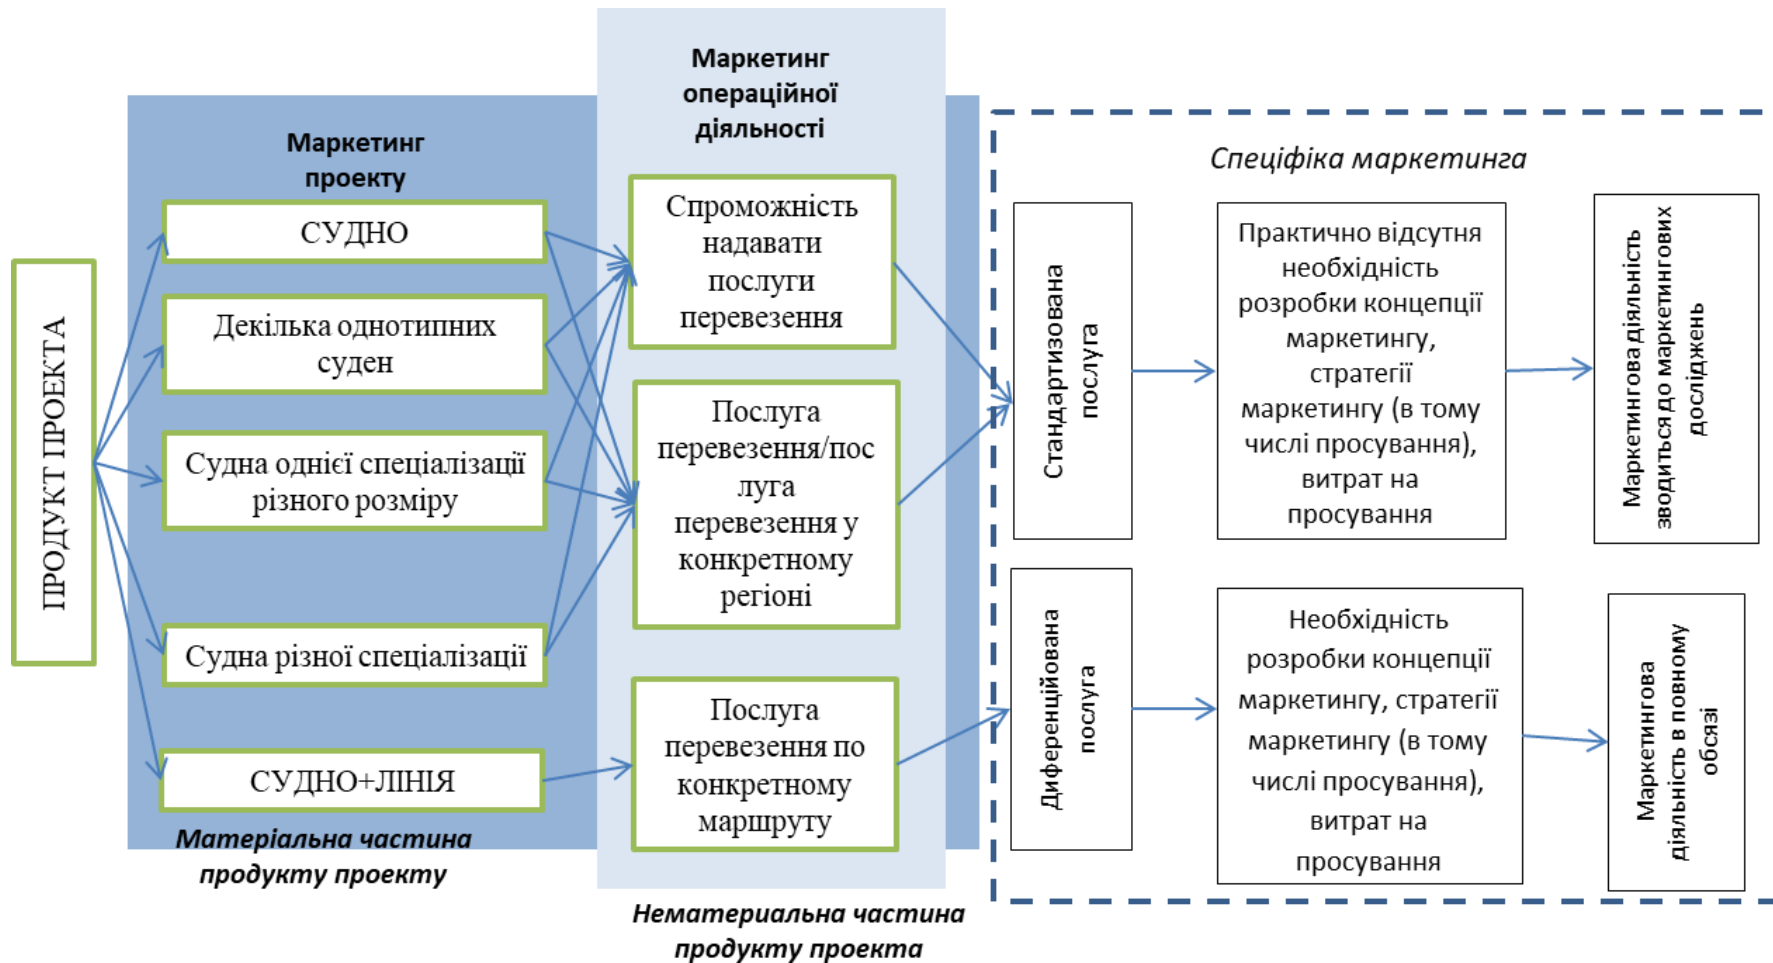 ПРОДУКТ ПРОЕКТА
Маркетинг
проекту
СУДНО
Декілька однотипних
суден
Судна однієї спеціалізації
різного розміру
Судна різної спеціалізації
СУДНО+ЛІНІЯ
Матеріальна частина
продукту проекту
Маркетинг
операційної
діяльності
Спроможність
надавати
послуги
перевезення
Послуга
перевезення/пос
луга
перевезення у
конкретному
регіоні
Послуга
перевезення по
конкретному
маршруту
Нематериальна частина
продукту проекта
Спеціфіка маркетинга
Стандартизована
послуга
Практично відсутня
необхідність
розробки концепції
маркетингу,
стратегії
маркетингу (в тому
числі просування),
витрат на
просування
Маркетингова діяльність
зводиться до маркетингових
досліджень
Диференційована
послуга
Необхідність
розробки концепції
маркетингу, стратегії
маркетингу (в тому
числі просування),
витрат на
просування
Маркетингова
діяльність в повному
обсязі